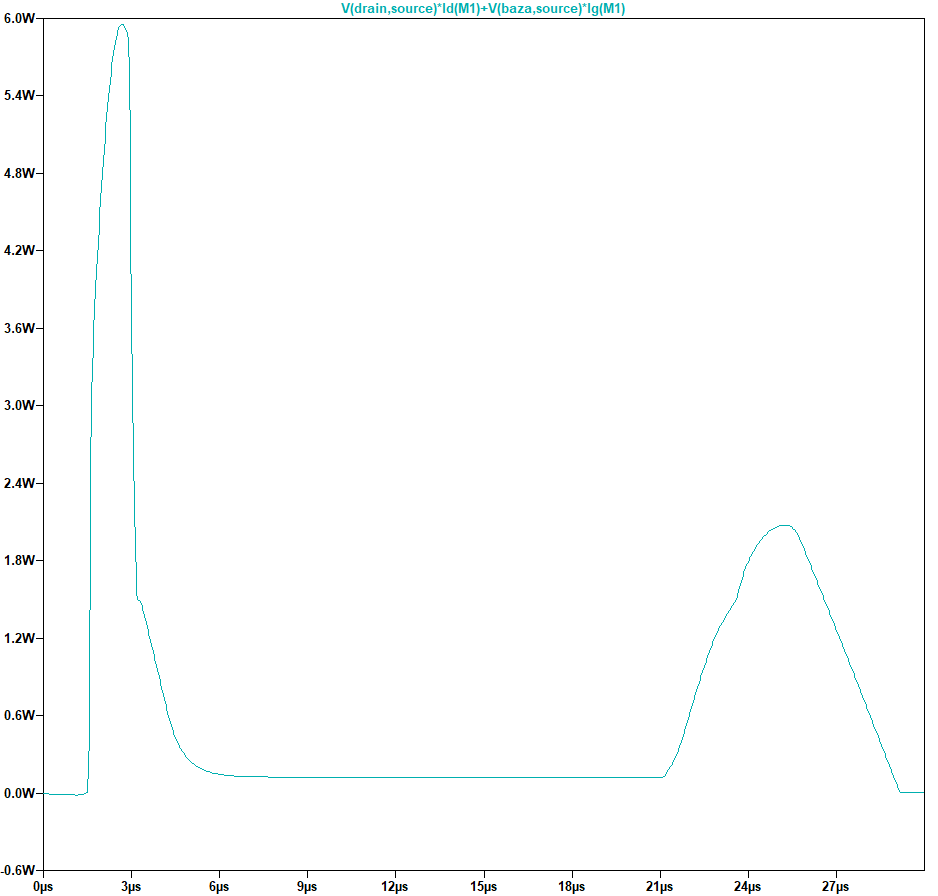 V(drain,source)*Id(M1)+V(baza,source)*Ig(M1)
6.0W
5.4W
4.8W
4.2W
3.6W
3.0W
2.4W
1.8W
1.2W
0.6W
0.0W
-0.6W
0µs 3µs 6µs 9µs 12µs 15µs 18µs 21µs 24µs 27µs